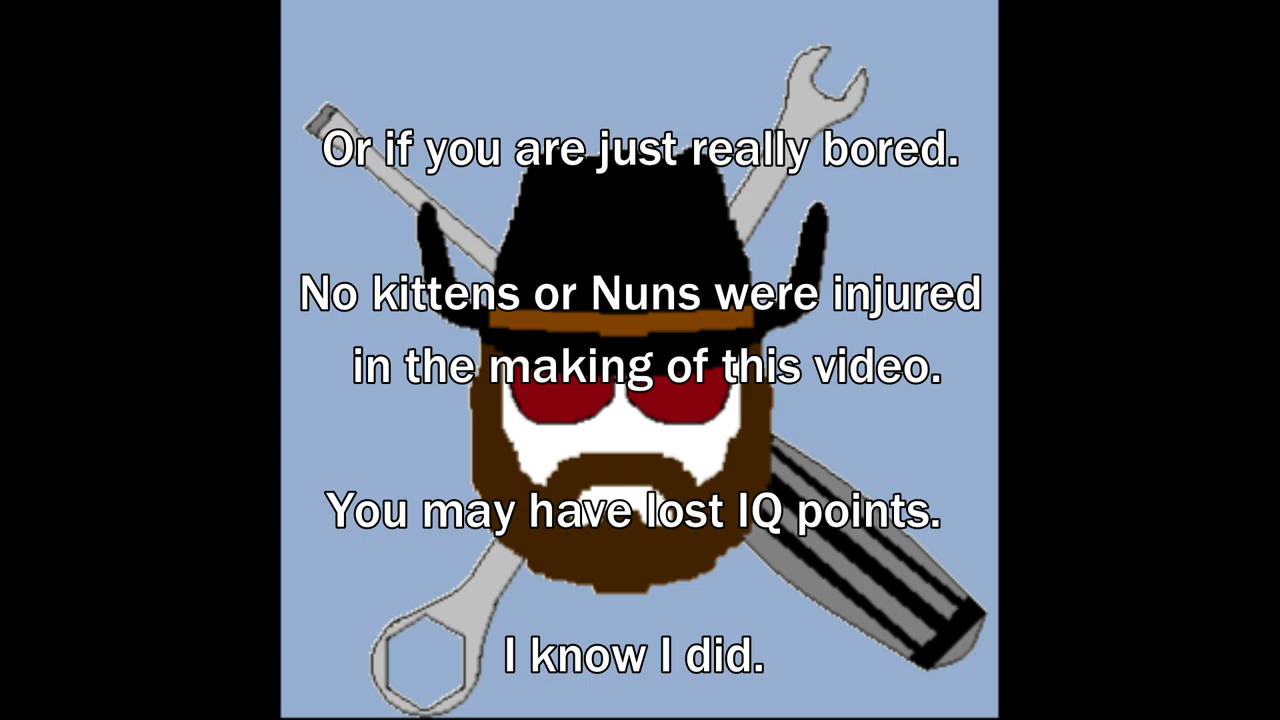 Or if you are just really bored.
No kittens or Nuns were injured
in the making of this video.
You may have lost IQ points.
I know I did.